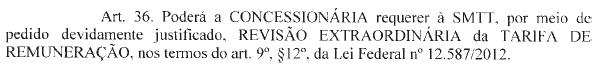 Art. 36. Poderá a CONCESSIONÁRIA requerer à SMTT, por meio de
pedido devidamente justificado, REVISÃO EXTRAORDINÁRIA da TARIFA DE
REMUNERAÇÃO, nos termos do art. 9º, §12º, da Lei Federal nº 12.587/2012.